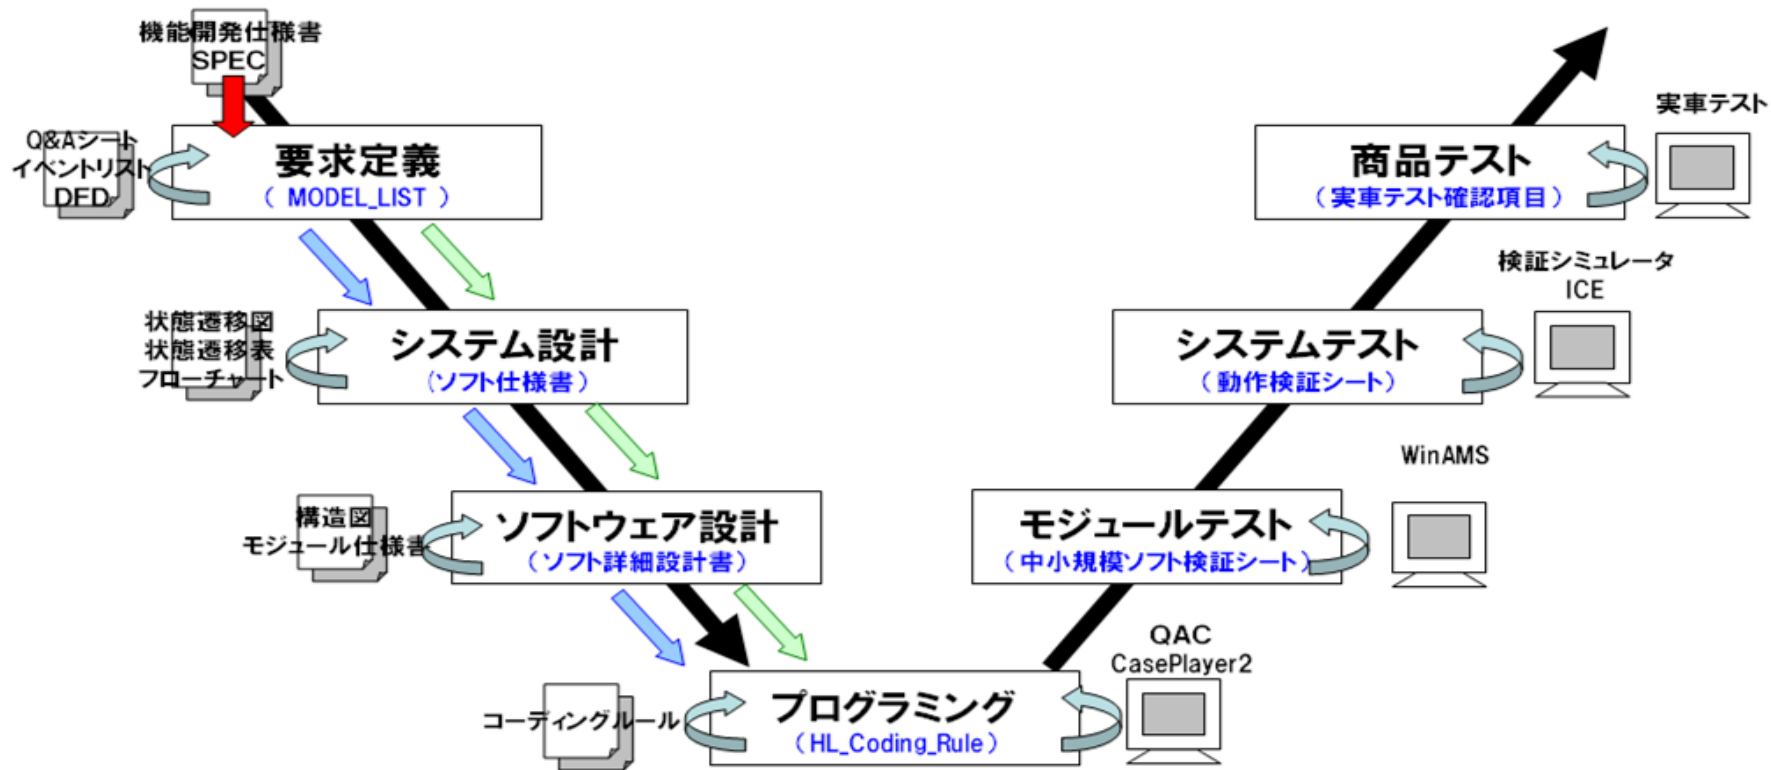 機能開発仕様書
SPEC
Q&Aシート
イベントリスト
DFD
要求定義
( MODEL_LIST )
状態遷移図
状態遷移表
フローチャート
システム設計
(ソフト仕様書)
構造図
モジュール仕様書
ソフトウェア設計
(ソフト詳細設計書)
コーディングルール
プログラミング
(HL_Coding_Rule)
QAC
CasePlayer2
モジュールテスト
(中小規模ソフト検証シート)
WinAMS
システムテスト
(動作検証シート)
検証シミュレータ
ICE
商品テスト
(実車テスト確認項目)
実車テスト